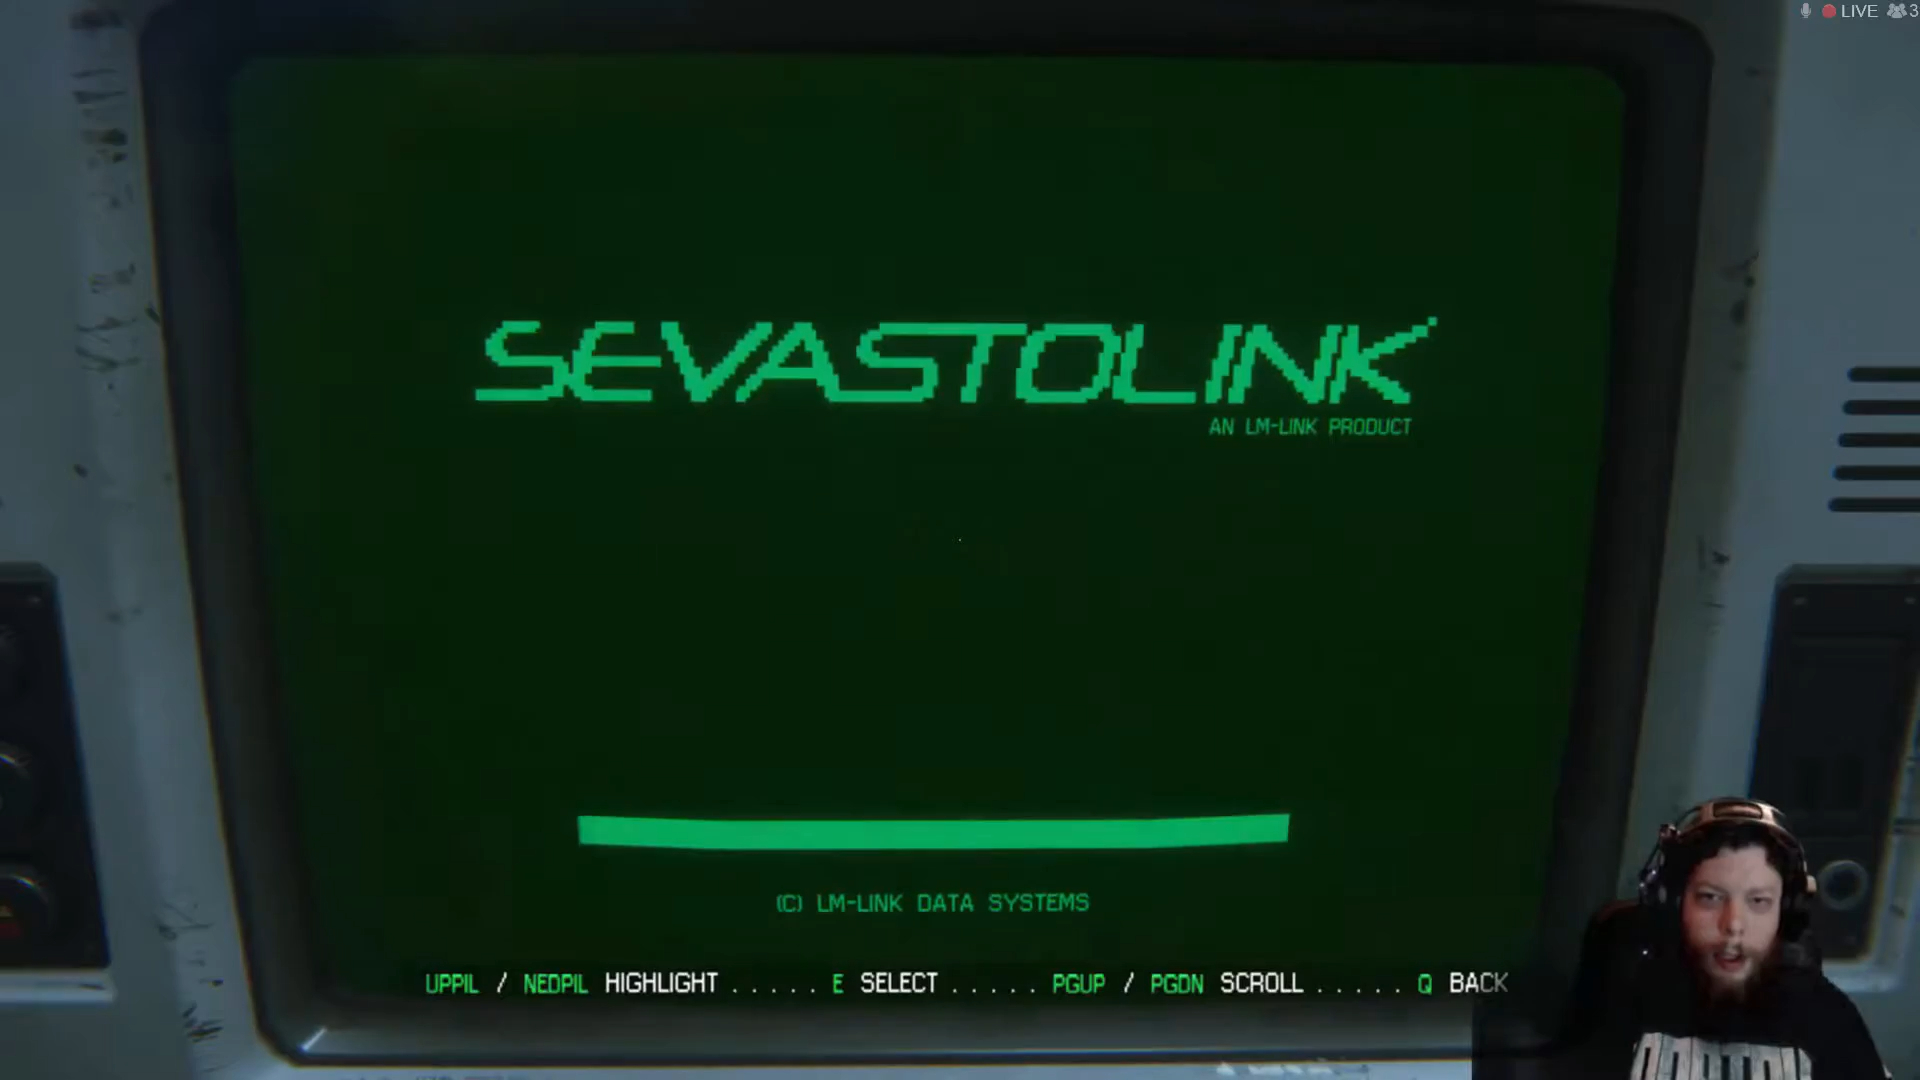 LIVE 3
SEVASTOLINK
AN LM-LINK PRODUCT
(C) LM-LINK DATA SYSTEMS
UPPIL / NEDPIL HIGHLIGHT ..... E SELECT ..... PGUP / PGDN SCROLL ..... Q BACK